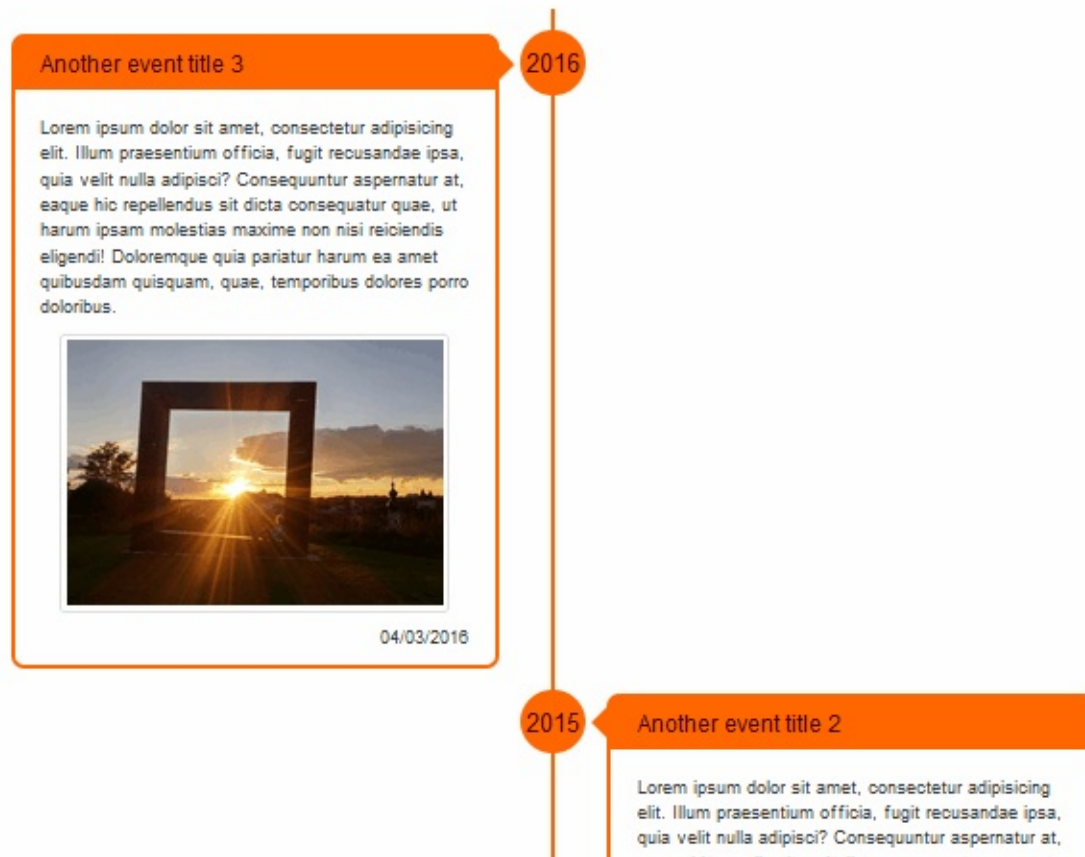 Another event title 3
2016
Lorem ipsum dolor sit amet, consectetur adipisicing
elit. Illum praesentium officia, fugit recusandae ipsa,
quia velit nulla adipisci? Consequuntur aspernatur at,
eaque hic repellendus sit dicta consequatur quae, ut
harum ipsam molestias maxime non nisi reiciendis
eligendi! Doloremque quia pariatur harum ea amet
quibusdam quisquam, quae, temporibus dolores porro
doloribus.
04/03/2016
2015
Another event title 2
Lorem ipsum dolor sit amet, consectetur adipisicing
elit. Illum praesentium officia, fugit recusandae ipsa,
quia velit nulla adipisci? Consequuntur aspernatur at,